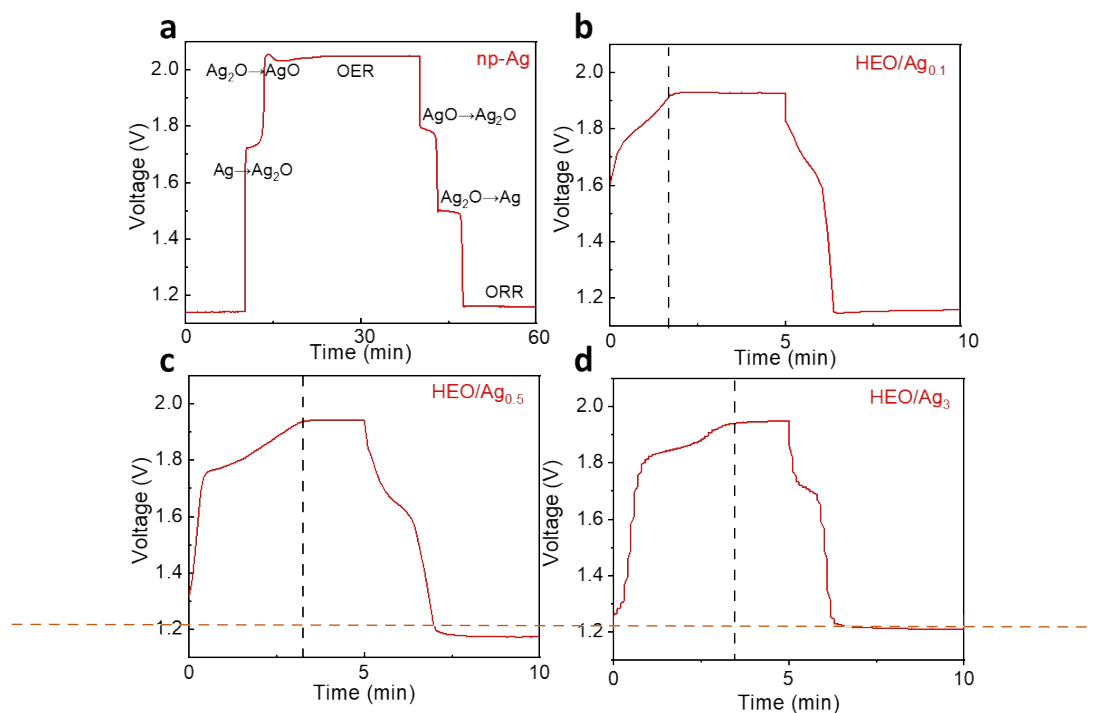 a
np-Ag
2.0
1.8
1.6
1.4
1.2
Voltage (V)
Ag₂O→AgO
OER
AgO→Ag₂O
Ag→Ag₂O
Ag₂O→Ag
ORR
0
30
60
Time (min)
b
HEO/Ag₀.₁
2.0
1.8
1.6
1.4
1.2
Voltage (V)
0
5
10
Time (min)
c
HEO/Ag₀.₅
2.0
1.8
1.6
1.4
1.2
Voltage (V)
0
5
10
Time (min)
d
HEO/Ag₃
2.0
1.8
1.6
1.4
1.2
Voltage (V)
0
5
10
Time (min)